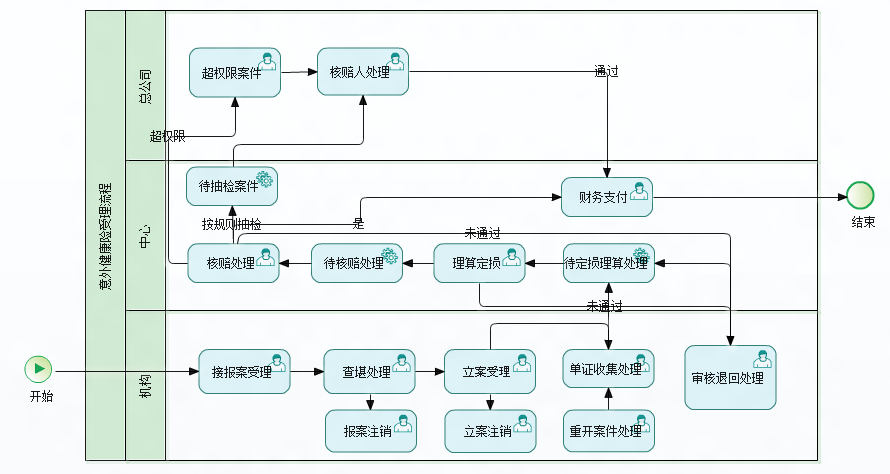 意外健康险受理流程
总公司
超权限案件
核赔人处理
通过
超权限
中心
待抽检案件
财务支付
结束
按规则抽检
是
未通过
核赔处理
待核赔处理
理算定损
待定损理算处理
未通过
机构
开始
接报案受理
查堪处理
立案受理
单证收集处理
审核退回处理
报案注销
立案注销
重开案件处理